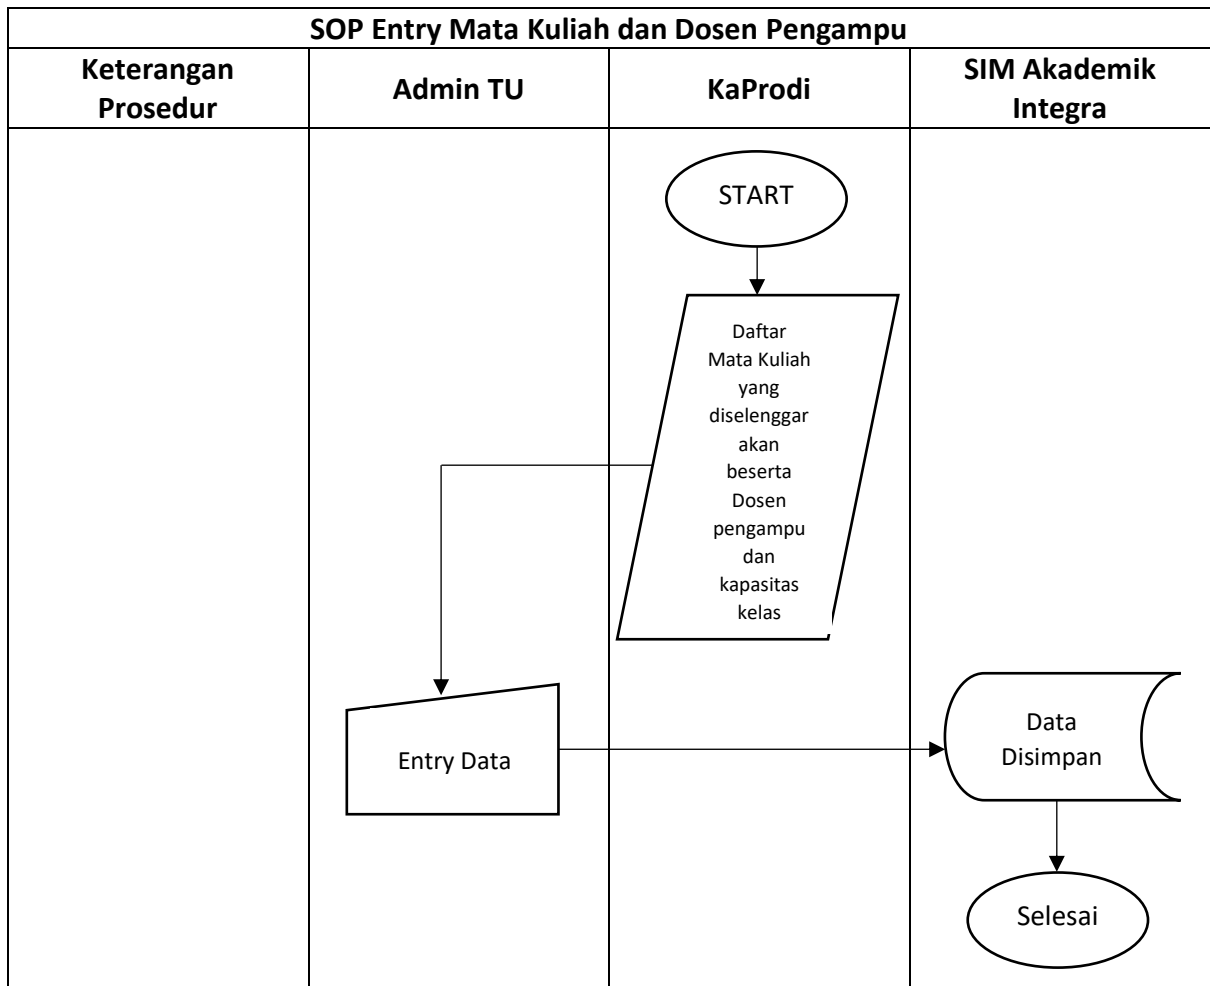 SOP Entry Mata Kuliah dan Dosen Pengampu
Keterangan
Prosedur
Admin TU
KaProdi
SIM Akademik
Integra
START
Daftar
Mata Kuliah
yang
diselenggar
akan
beserta
Dosen
pengampu
dan
kapasitas
kelas
Entry Data
Data
Disimpan
Selesai